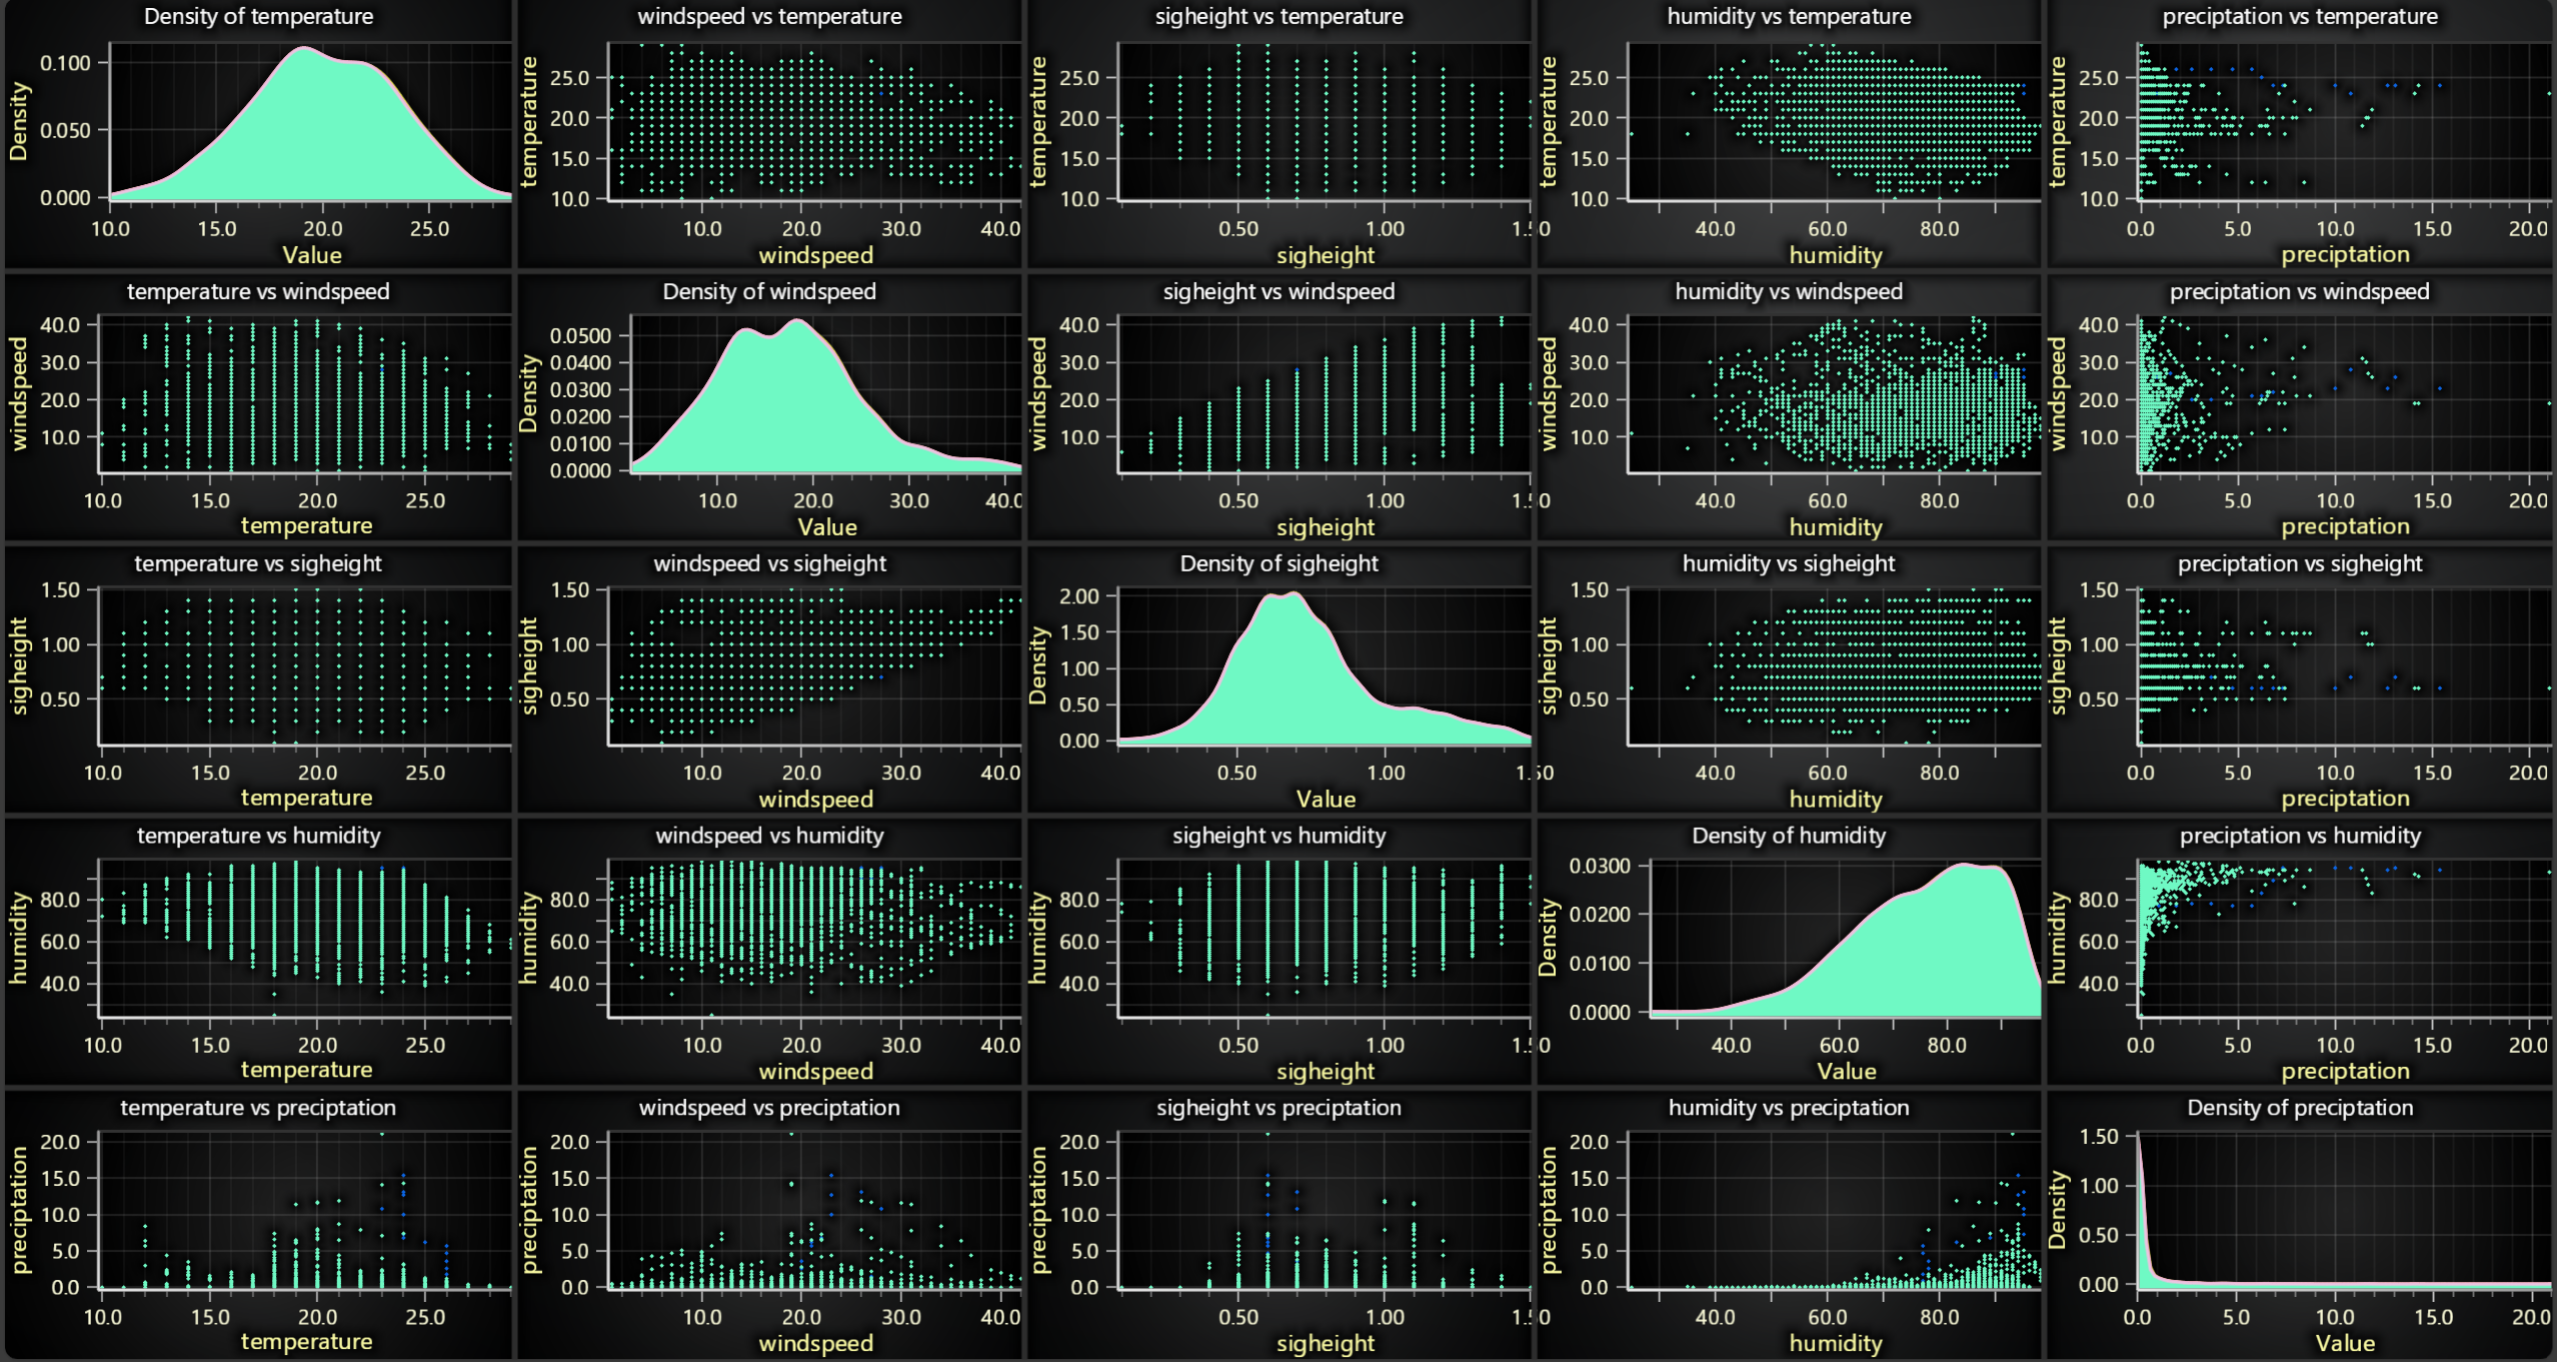 Density of temperature
Density
0.100
0.050
0.000
10.0 15.0 20.0 25.0
Value
windspeed vs temperature
temperature
25.0
20.0
15.0
10.0
10.0 20.0 30.0 40.0
windspeed
sigheight vs temperature
temperature
25.0
20.0
15.0
10.0
0.50 1.00 1.50
sigheight
humidity vs temperature
temperature
25.0
20.0
15.0
10.0
40.0 60.0 80.0
humidity
preciptation vs temperature
temperature
25.0
20.0
15.0
10.0
0.0 5.0 10.0 15.0 20.0
preciptation
temperature vs windspeed
windspeed
40.0
30.0
20.0
10.0
10.0 15.0 20.0 25.0
temperature
Density of windspeed
Density
0.0500
0.0400
0.0300
0.0200
0.0100
0.0000
10.0 20.0 30.0 40.0
Value
sigheight vs windspeed
windspeed
40.0
30.0
20.0
10.0
0.50 1.00 1.50
sigheight
humidity vs windspeed
windspeed
40.0
30.0
20.0
10.0
40.0 60.0 80.0
humidity
preciptation vs windspeed
windspeed
40.0
30.0
20.0
10.0
0.0 5.0 10.0 15.0 20.0
preciptation
temperature vs sigheight
sigheight
1.50
1.00
0.50
10.0 15.0 20.0 25.0
temperature
windspeed vs sigheight
sigheight
1.50
1.00
0.50
10.0 20.0 30.0 40.0
windspeed
Density of sigheight
Density
2.00
1.50
1.00
0.50
0.00
0.50 1.00 1.50
Value
humidity vs sigheight
sigheight
1.50
1.00
0.50
40.0 60.0 80.0
humidity
preciptation vs sigheight
sigheight
1.50
1.00
0.50
0.0 5.0 10.0 15.0 20.0
preciptation
temperature vs humidity
humidity
80.0
60.0
40.0
10.0 15.0 20.0 25.0
temperature
windspeed vs humidity
humidity
80.0
60.0
40.0
10.0 20.0 30.0 40.0
windspeed
sigheight vs humidity
humidity
80.0
60.0
40.0
0.50 1.00 1.50
sigheight
Density of humidity
Density
0.0300
0.0200
0.0100
0.0000
40.0 60.0 80.0
Value
preciptation vs humidity
humidity
80.0
60.0
40.0
0.0 5.0 10.0 15.0 20.0
preciptation
temperature vs preciptation
preciptation
20.0
15.0
10.0
5.0
0.0
10.0 15.0 20.0 25.0
temperature
windspeed vs preciptation
preciptation
20.0
15.0
10.0
5.0
0.0
10.0 20.0 30.0 40.0
windspeed
sigheight vs preciptation
preciptation
20.0
15.0
10.0
5.0
0.0
0.50 1.00 1.50
sigheight
humidity vs preciptation
preciptation
20.0
15.0
10.0
5.0
0.0
40.0 60.0 80.0
humidity
Density of preciptation
Density
1.50
1.00
0.50
0.00
0.0 5.0 10.0 15.0 20.0
Value